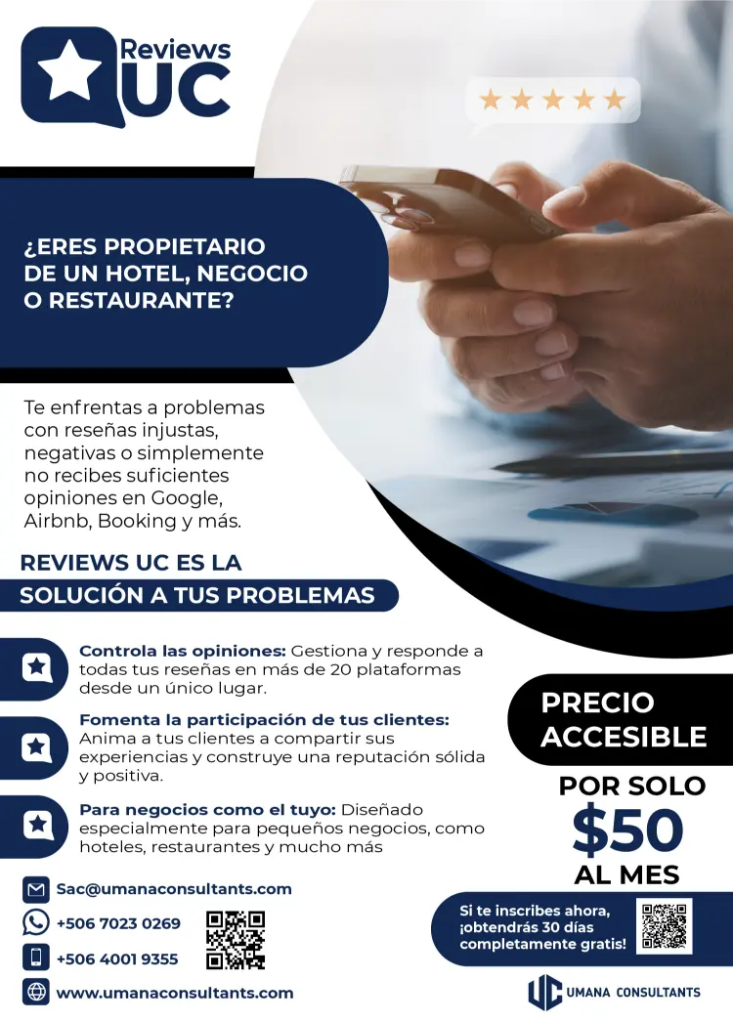 Reviews
UC
¿ERES PROPIETARIO
DE UN HOTEL, NEGOCIO
O RESTAURANTE?
Te enfrentas a problemas
con reseñas injustas,
negativas o simplemente
no recibes suficientes
opiniones en Google,
Airbnb, Booking y más.
REVIEWS UC ES LA
SOLUCIÓN A TUS PROBLEMAS
Controla las opiniones: Gestiona y responde a
todas tus reseñas en más de 20 plataformas
desde un único lugar.
Fomenta la participación de tus clientes:
Anima a tus clientes a compartir sus
experiencias y construye una reputación sólida
y positiva.
Para negocios como el tuyo: Diseñado
especialmente para pequeños negocios, como
hoteles, restaurantes y mucho más
PRECIO
ACCESIBLE
POR SOLO
$50
AL MES
Sac@umanaconsultants.com
+506 7023 0269
+506 4001 9355
www.umanaconsultants.com
Si te inscribes ahora,
¡obtendrás 30 días
completamente gratis!
UC UMANA CONSULTANTS